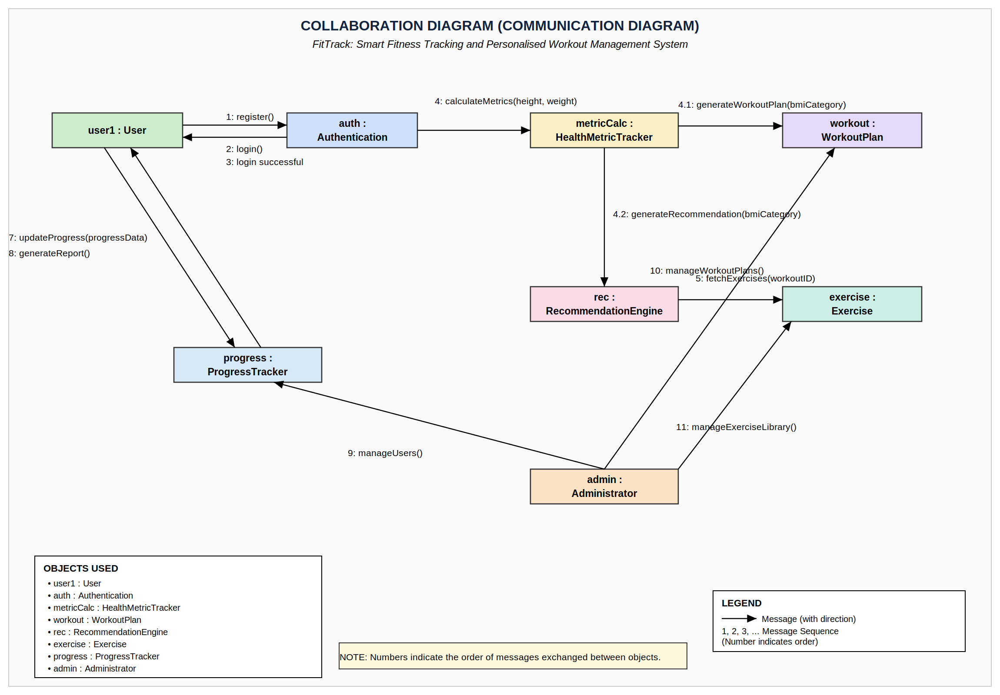 COLLABORATION DIAGRAM (COMMUNICATION DIAGRAM)
FitTrack: Smart Fitness Tracking and Personalised Workout Management System
4: calculateMetrics(height, weight)
4.1: generateWorkoutPlan(bmiCategory)
1: register()
user1 : User
auth :
Authentication
metricCalc :
HealthMetricTracker
workout :
WorkoutPlan
2: login()
3: login successful
4.2: generateRecommendation(bmiCategory)
7: updateProgress(progressData)
8: generateReport()
10: manageWorkoutPlans()
5: fetchExercises(workoutID)
rec :
RecommendationEngine
exercise :
Exercise
progress :
ProgressTracker
11: manageExerciseLibrary()
9: manageUsers()
admin :
Administrator
OBJECTS USED
• user1 : User
• auth : Authentication
• metricCalc : HealthMetricTracker
• workout : WorkoutPlan
• rec : RecommendationEngine
• exercise : Exercise
• progress : ProgressTracker
• admin : Administrator
NOTE: Numbers indicate the order of messages exchanged between objects.
LEGEND
Message (with direction)
1, 2, 3, ... Message Sequence
(Number indicates order)